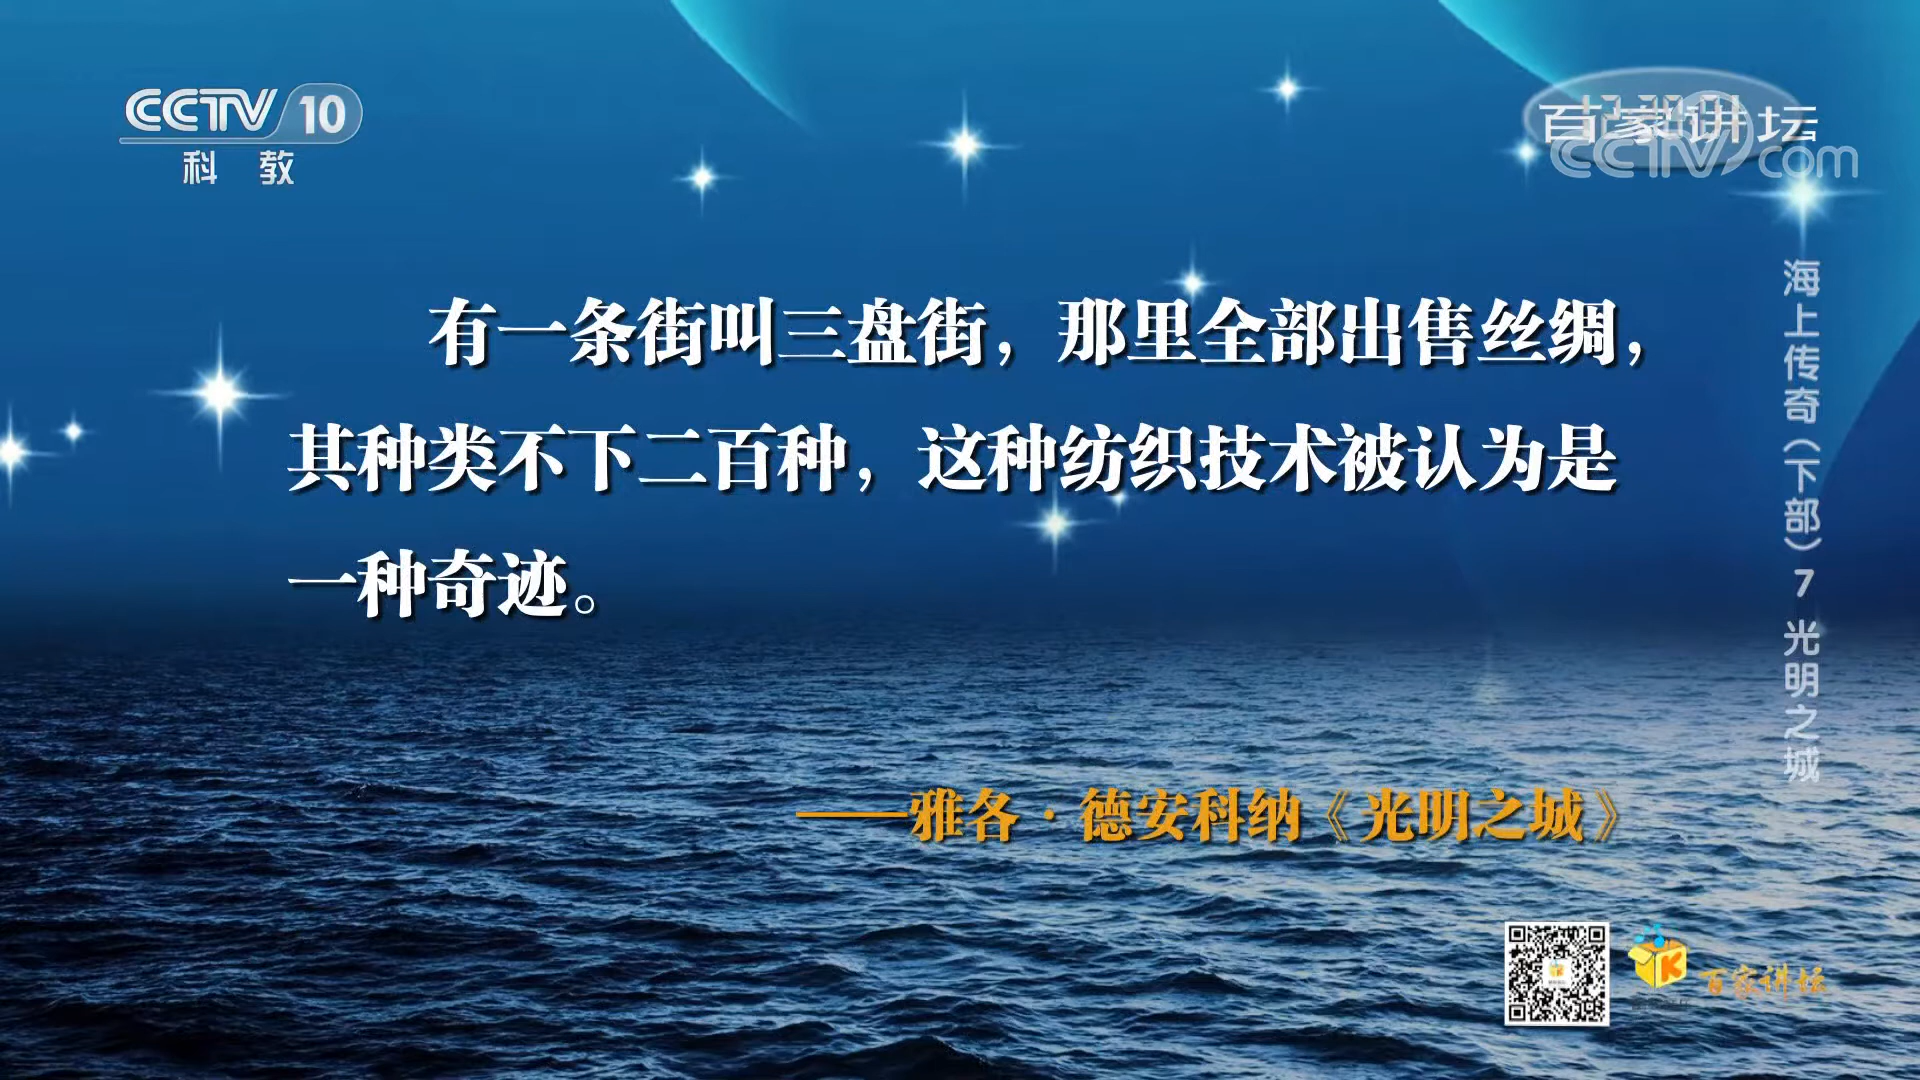 CCTV 10
科 教
百家讲坛
CCTV com
有一条街叫三盘街，那里全部出售丝绸，
其种类不下二百种，这种纺织技术被认为是
一种奇迹。
——雅各·德安科纳《光明之城》
海上传奇（下部）7 光明之城
K
百家讲坛